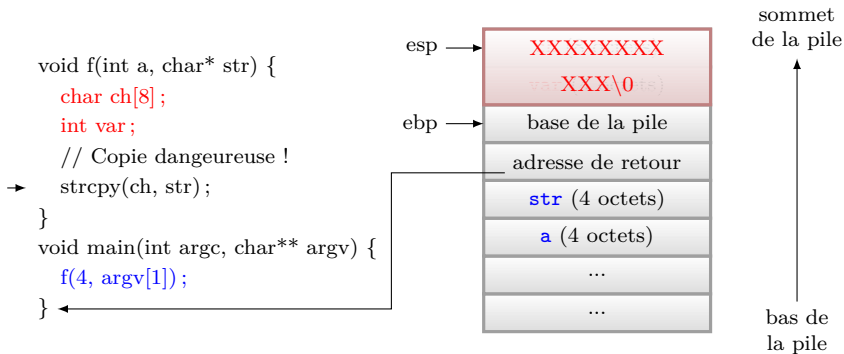 void f(int a, char* str) {
char ch[8] ;
int var ;
// Copie dangeureuse !
strcpy(ch, str) ;
}
void main(int argc, char** argv) {
f(4, argv[1]) ;
}
esp
ebp
XXXXXXXX
XXX\0
base de la pile
adresse de retour
str (4 octets)
a (4 octets)
...
...
sommet
de la pile
bas de
la pile